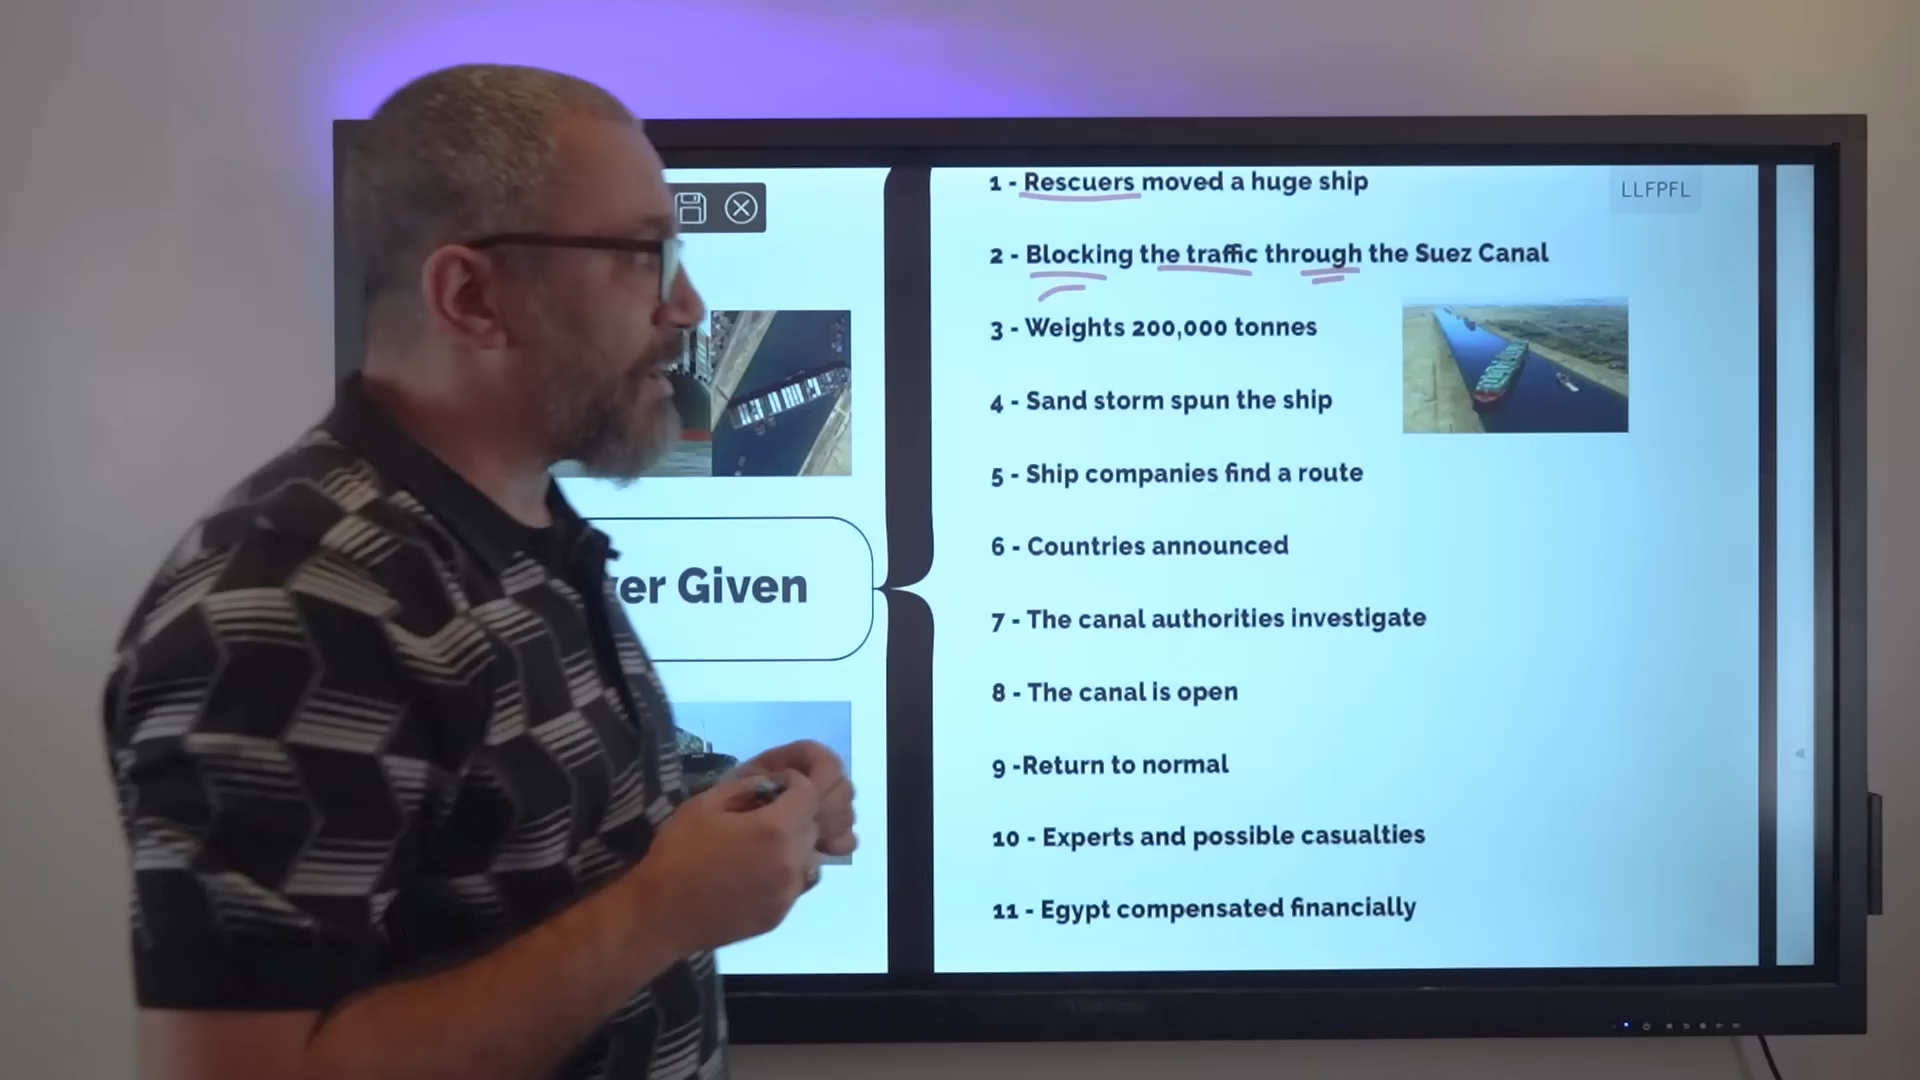 1 - Rescuers moved a huge ship
LLFPFL
2 - Blocking the traffic through the Suez Canal
3 - Weights 200,000 tonnes
4 - Sand storm spun the ship
5 - Ship companies find a route
6 - Countries announced
er Given
7 - The canal authorities investigate
8 - The canal is open
9 -Return to normal
10 - Experts and possible casualties
11 - Egypt compensated financially